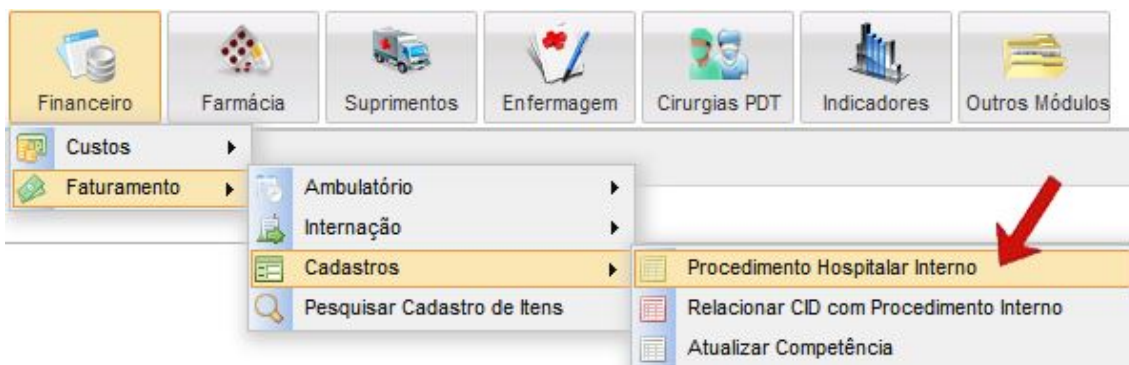 Financeiro
Farmácia
Suprimentos
Enfermagem
Cirurgias PDT
Indicadores
Outros Módulos
Custos
Faturamento
Ambulatório
Internação
Cadastros
Pesquisar Cadastro de Itens
Procedimento Hospitalar Interno
Relacionar CID com Procedimento Interno
Atualizar Competência